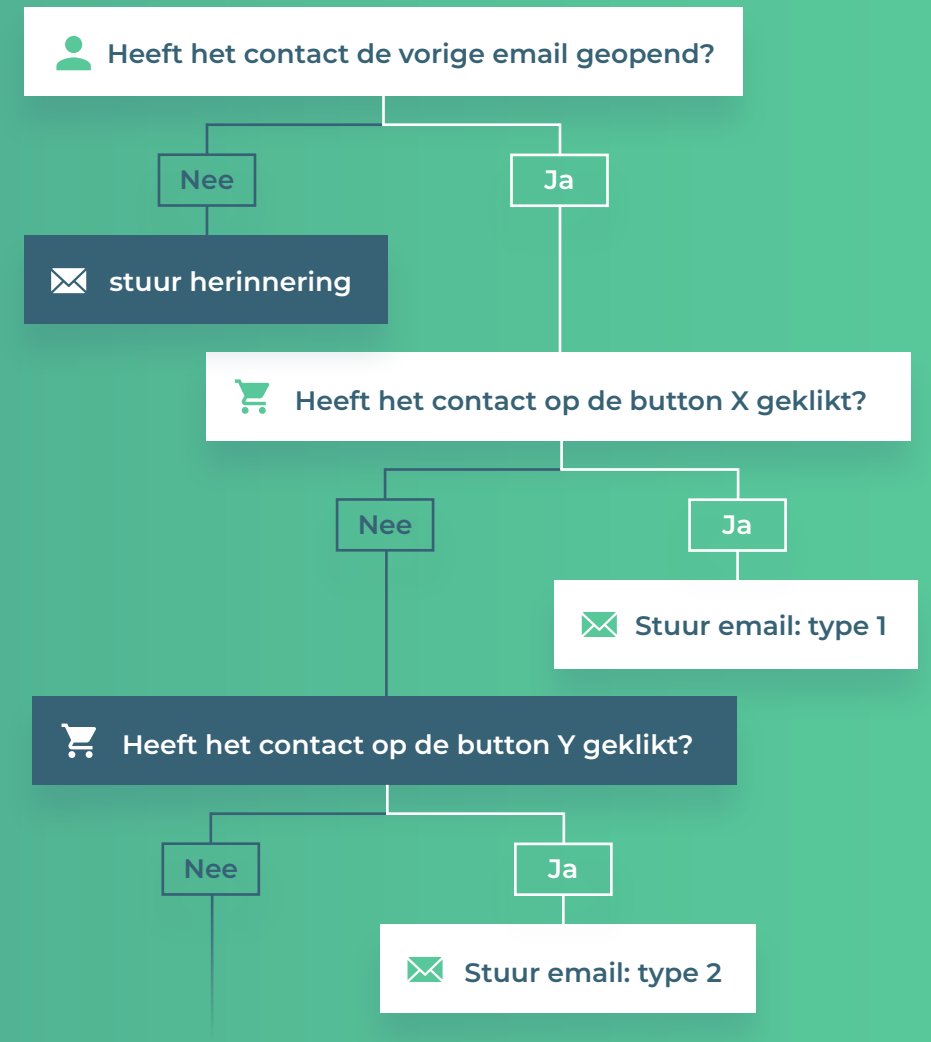 Heeft het contact de vorige email geopend?
Nee
Ja
stuur herinnering
Heeft het contact op de button X geklikt?
Nee
Ja
Stuur email: type 1
Heeft het contact op de button Y geklikt?
Nee
Ja
Stuur email: type 2